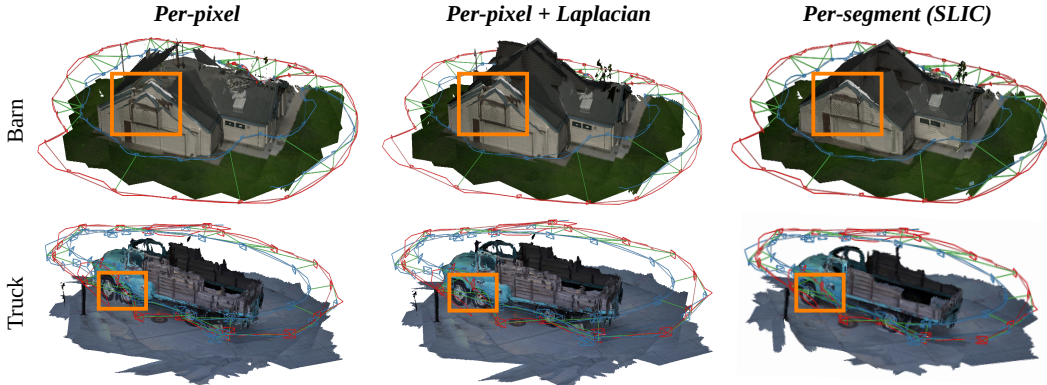 Per-pixel
Per-pixel + Laplacian
Per-segment (SLIC)
Barn
Truck